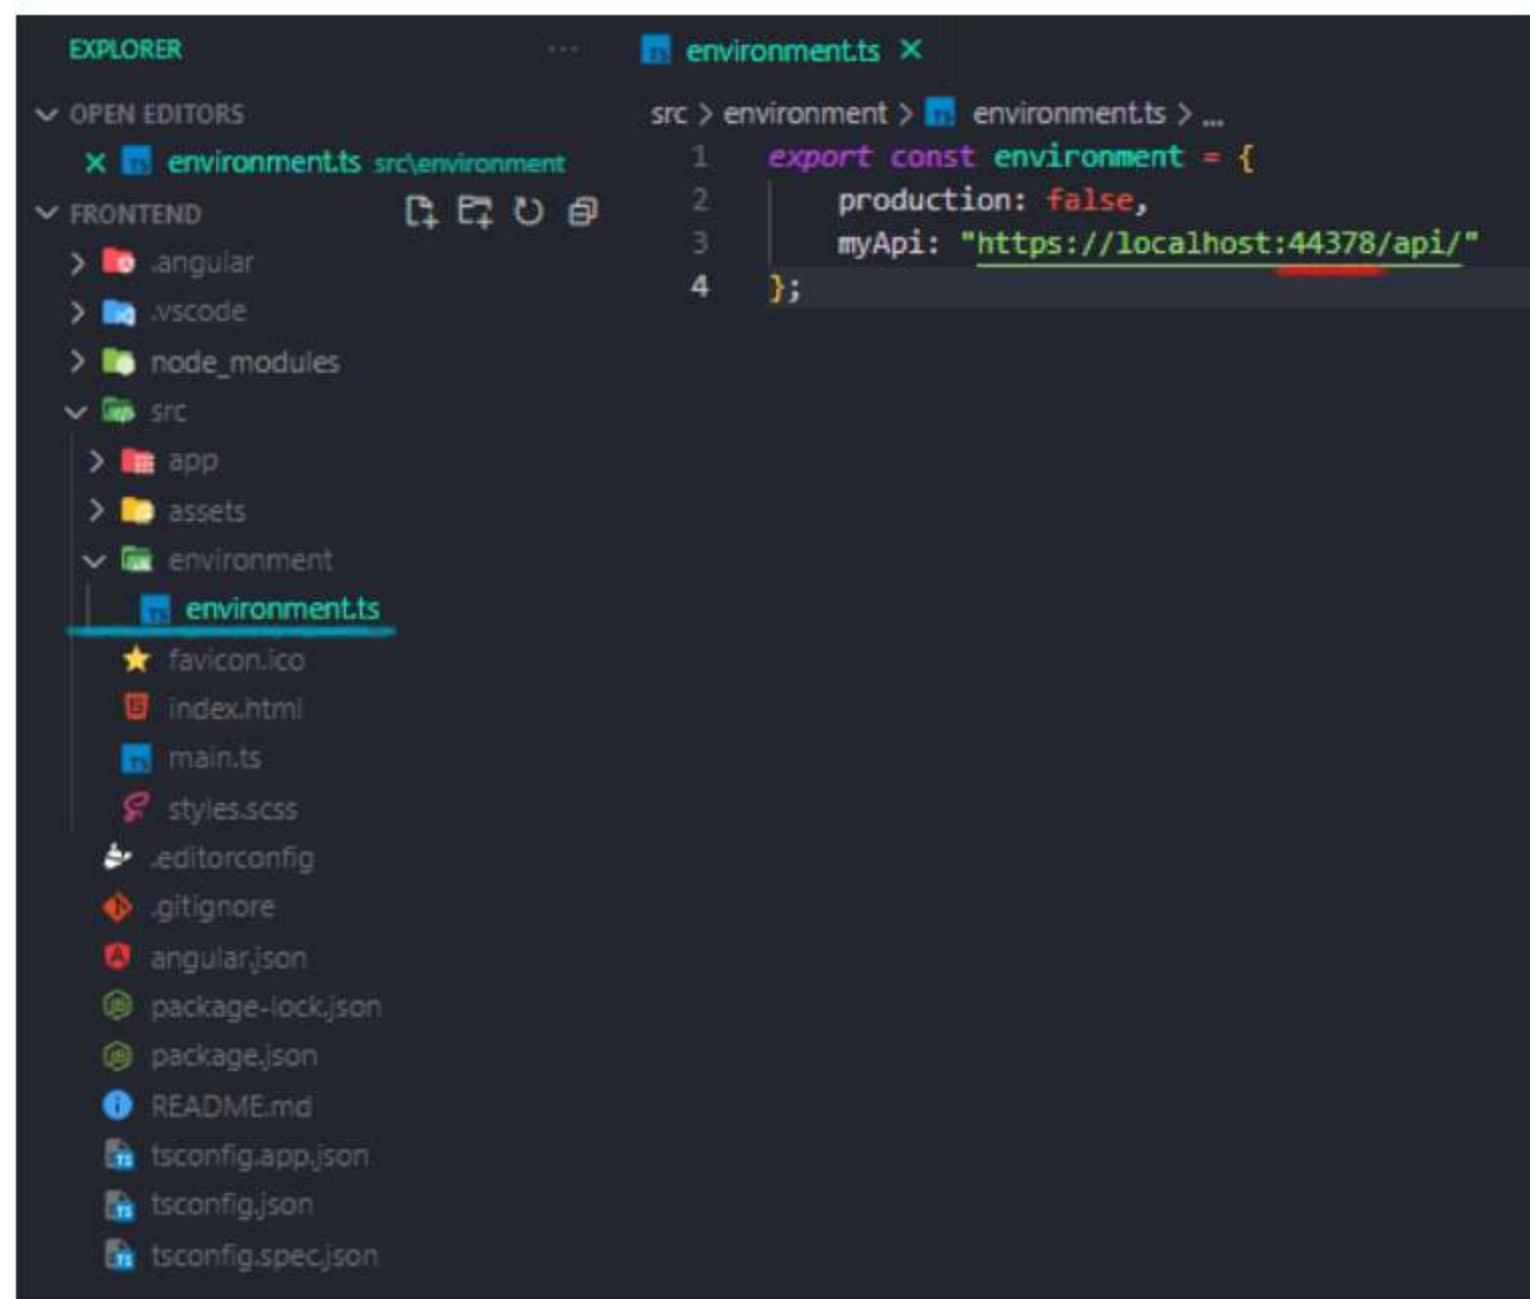 EXPLORER ...
OPEN EDITORS
environment.ts src\environment
FRONTEND
.angular
.vscode
node_modules
src
app
assets
environment
environment.ts
favicon.ico
index.html
main.ts
styles.scss
.editorconfig
.gitignore
angular.json
package-lock.json
package.json
README.md
tsconfig.app.json
tsconfig.json
tsconfig.spec.json
environment.ts
src > environment > environment.ts > ...
1 export const environment = {
2 production: false,
3 myApi: "https://localhost:44378/api/"
4 };